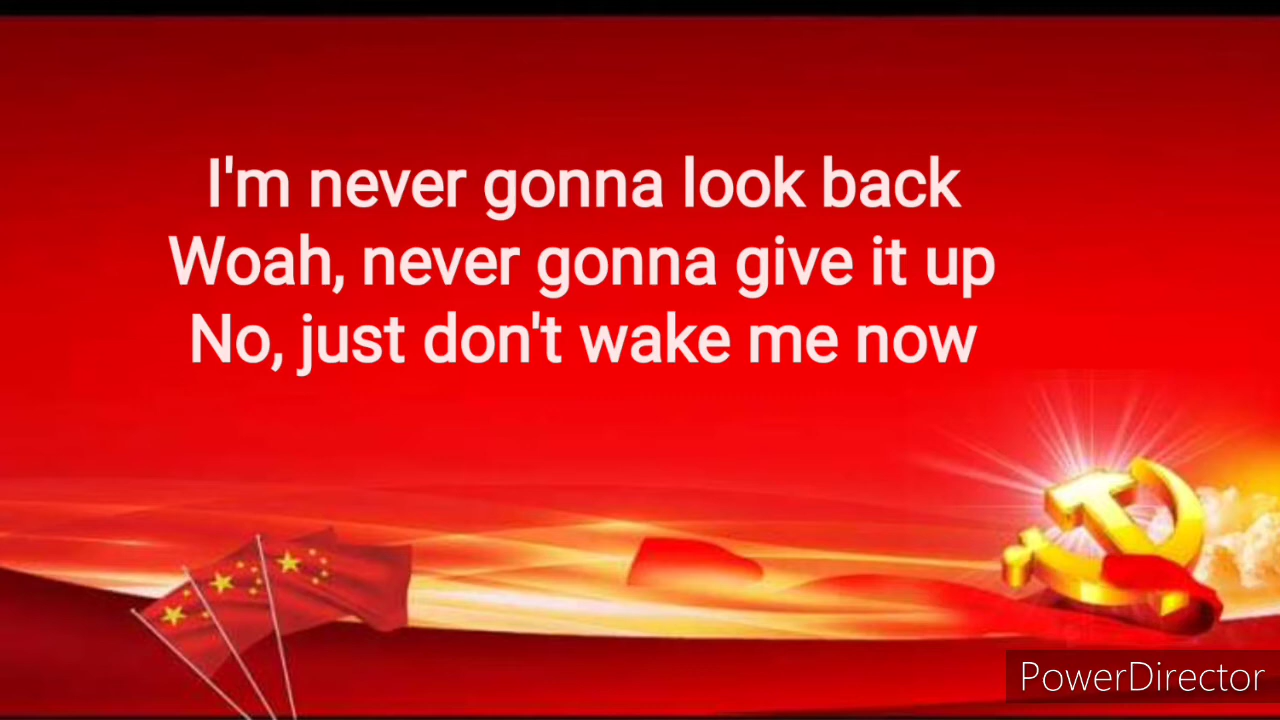 I'm never gonna look back
Woah, never gonna give it up
No, just don't wake me now
PowerDirector